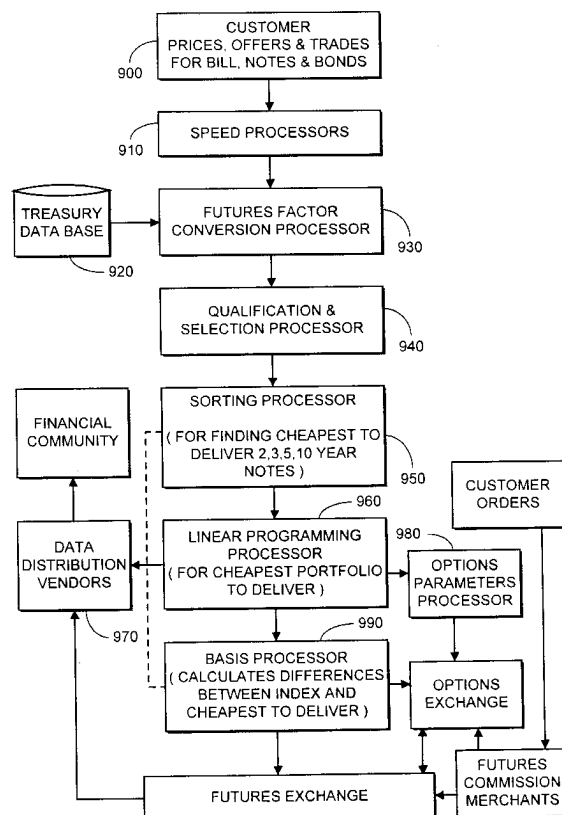 CUSTOMER
PRICES, OFFERS & TRADES
FOR BILL, NOTES & BONDS
900
SPEED PROCESSORS
910
TREASURY
DATA BASE
920
FUTURES FACTOR
CONVERSION PROCESSOR
930
QUALIFICATION &
SELECTION PROCESSOR
940
SORTING PROCESSOR
( FOR FINDING CHEAPEST TO
DELIVER 2,3,5,10 YEAR
NOTES )
950
FINANCIAL
COMMUNITY
CUSTOMER
ORDERS
960
LINEAR PROGRAMMING
PROCESSOR
( FOR CHEAPEST PORTFOLIO
TO DELIVER )
DATA
DISTRIBUTION
VENDORS
970
980
OPTIONS
PARAMETERS
PROCESSOR
990
BASIS PROCESSOR
( CALCULATES DIFFERENCES
BETWEEN INDEX AND
CHEAPEST TO DELIVER )
OPTIONS
EXCHANGE
FUTURES EXCHANGE
FUTURES
COMMISSION
MERCHANTS